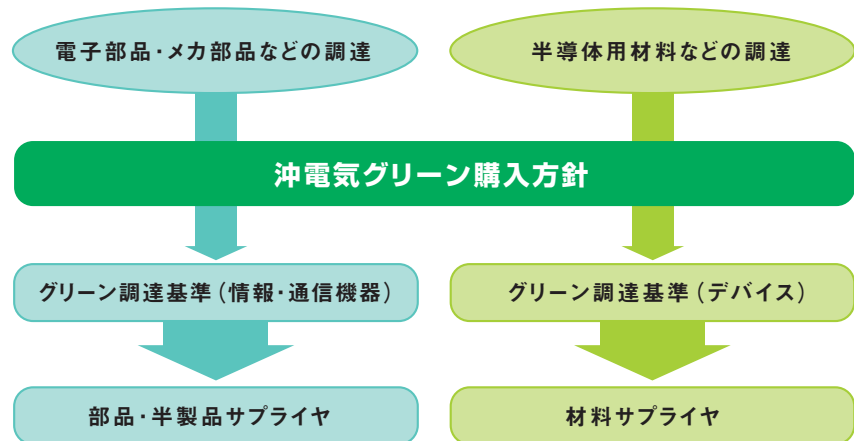 電子部品・メカ部品などの調達
半導体用材料などの調達
沖電気グリーン購入方針
グリーン調達基準(情報・通信機器)
グリーン調達基準(デバイス)
部品・半製品サプライヤ
材料サプライヤ